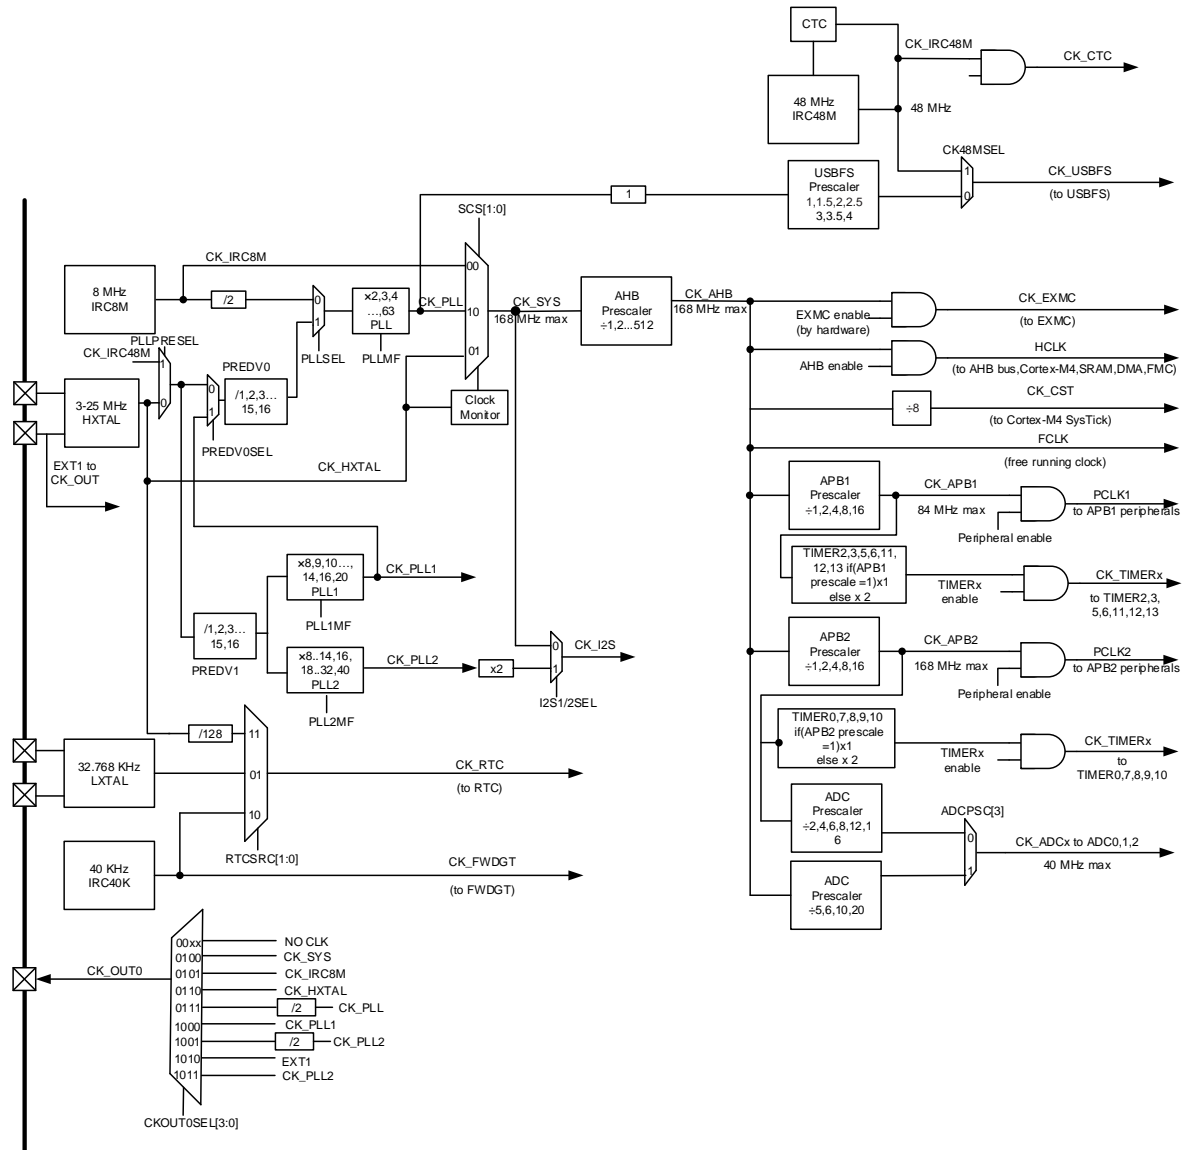 CTC
CK_IRC48M
CK_CTC
48 MHz
IRC48M
48 MHz
CK48MSEL
1
0
CK_USBFS
(to USBFS)
USBFS
Prescaler
1,1.5,2,2.5
3,3.5,4
1
SCS[1:0]
CK_IRC8M
00
8 MHz
IRC8M
/2
0
1
PLLSEL
×2,3,4
…,63
PLL
PLLMF
CK_PLL
10
CK_SYS
168 MHz max
AHB
Prescaler
÷1,2...512
CK_AHB
168 MHz max
EXMC enable
(by hardware)
CK_EXMC
(to EXMC)
PLLPRESEL
CK_IRC48M
1
0
PREDV0
0
1
/1,2,3…
15,16
PREDV0SEL
01
Clock
Monitor
AHB enable
HCLK
(to AHB bus,Cortex-M4,SRAM,DMA,FMC)
3-25 MHz
HXTAL
÷8
CK_CST
(to Cortex-M4 SysTick)
EXT1 to
CK_OUT
CK_HXTAL
FCLK
(free running clock)
APB1
Prescaler
÷1,2,4,8,16
CK_APB1
84 MHz max
Peripheral enable
PCLK1
to APB1 peripherals
TIMER2,3,5,6,11,
12,13 if(APB1
prescale =1)x1
else x 2
TIMERx
enable
CK_TIMERx
to TIMER2,3,
5,6,11,12,13
×8,9,10…,
14,16,20
PLL1
PLL1MF
CK_PLL1
/1,2,3…
15,16
PREDV1
×8..14,16,
18..32,40
PLL2
PLL2MF
CK_PLL2
x2
0
1
CK_I2S
I2S1/2SEL
APB2
Prescaler
÷1,2,4,8,16
CK_APB2
168 MHz max
Peripheral enable
PCLK2
to APB2 peripherals
TIMER0,7,8,9,10
if(APB2 prescale
=1)x1
else x 2
TIMERx
enable
CK_TIMERx
to
TIMER0,7,8,9,10
/128
11
32.768 KHz
LXTAL
01
10
CK_RTC
(to RTC)
RTCSRC[1:0]
ADC
Prescaler
÷2,4,6,8,12,1
6
ADCPSC[3]
0
1
CK_ADCx to ADC0,1,2
40 MHz max
40 KHz
IRC40K
CK_FWDGT
(to FWDGT)
ADC
Prescaler
÷5,6,10,20
CK_OUT0
00xx
NO CLK
0100
CK_SYS
0101
CK_IRC8M
0110
CK_HXTAL
0111
/2
CK_PLL
1000
CK_PLL1
1001
/2
CK_PLL2
1010
EXT1
1011
CK_PLL2
CKOUT0SEL[3:0]